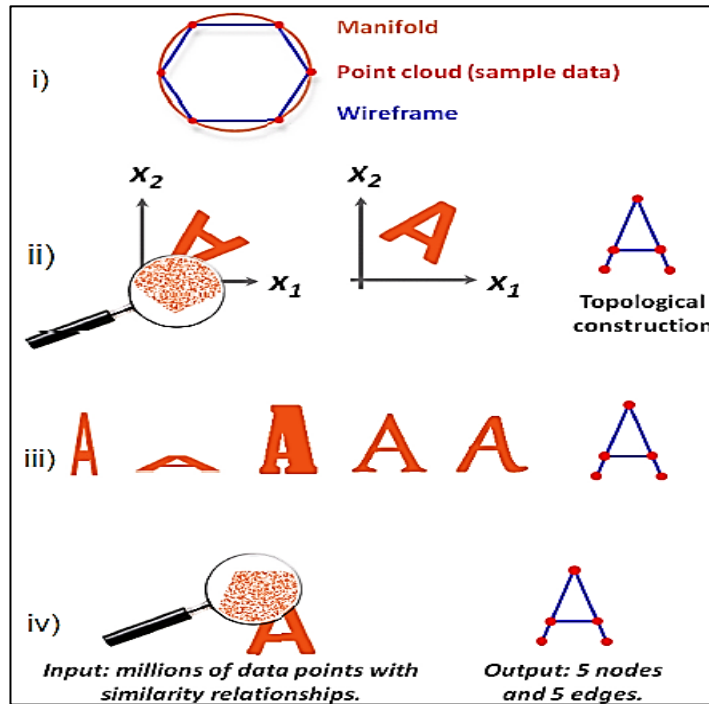 i)
Manifold
Point cloud (sample data)
Wireframe
ii)
x2
x1
x2
x1
Topological
construction
iii)
A A A A A
iv)
Input: millions of data points with
similarity relationships.
Output: 5 nodes
and 5 edges.